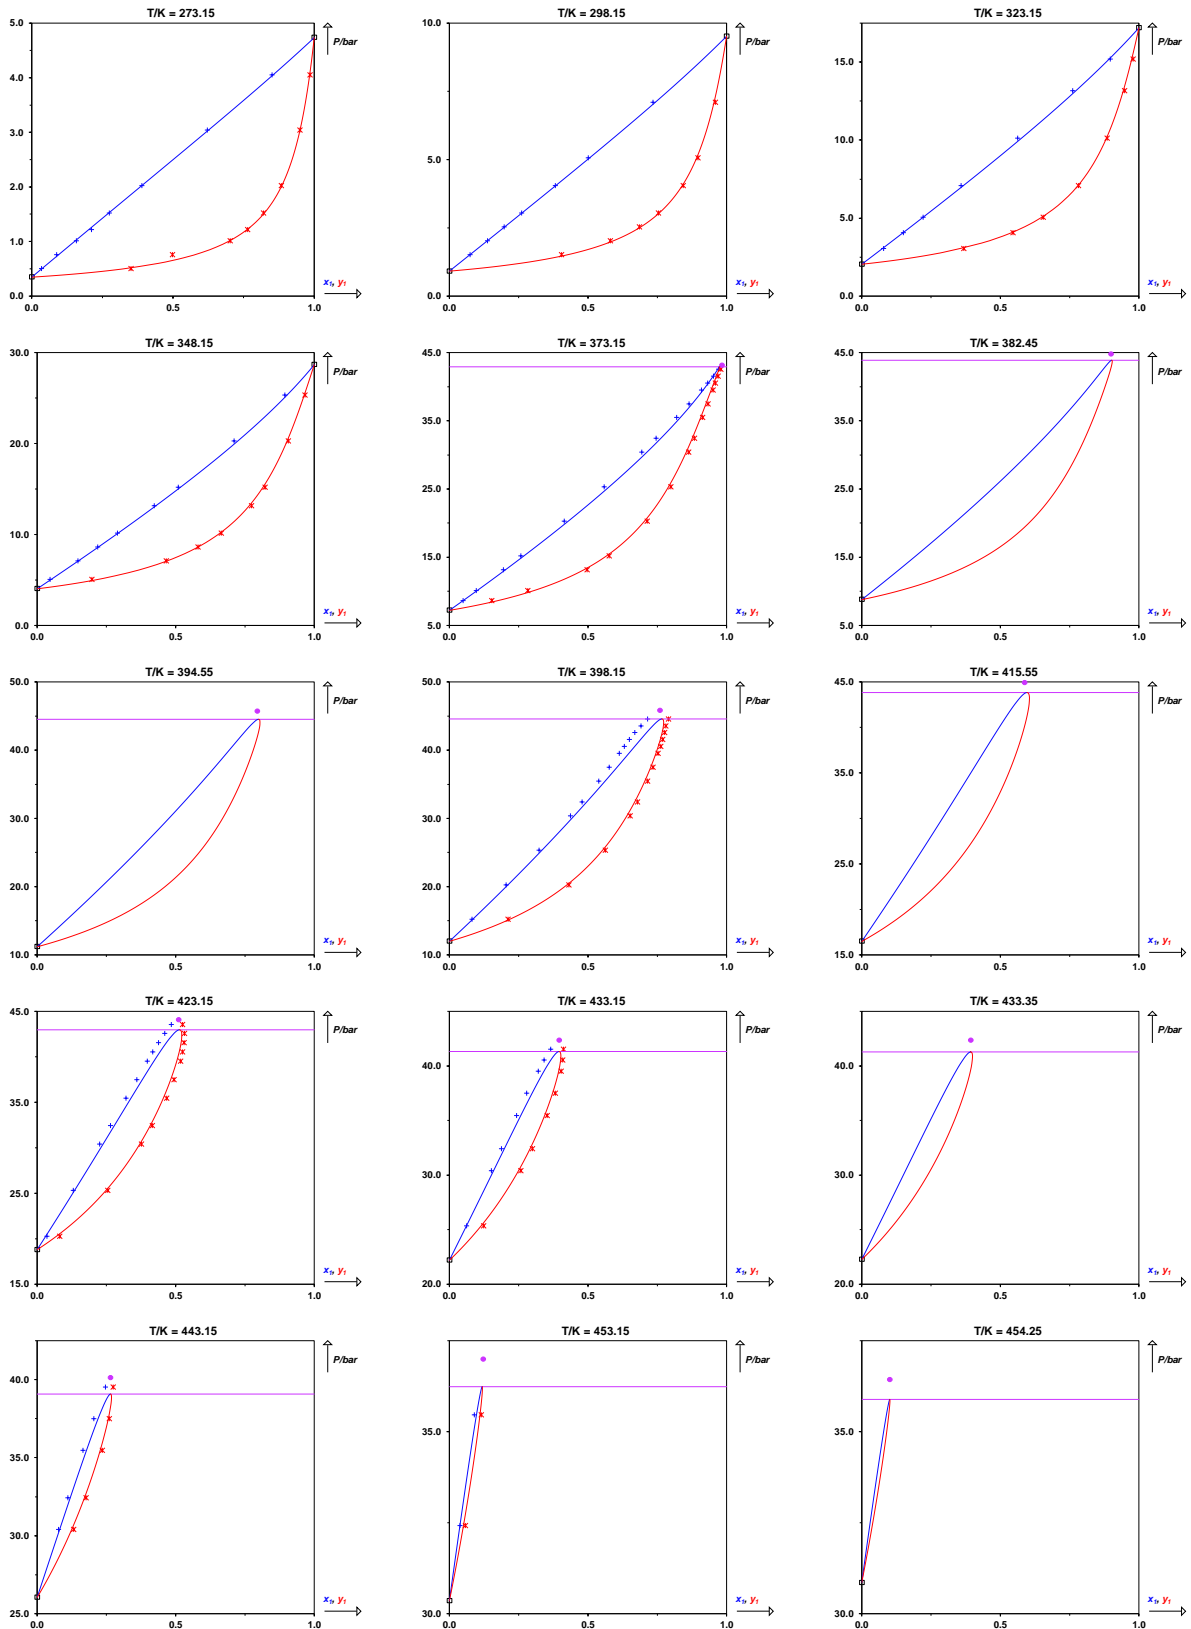 T/K = 273.15
5.0
4.0
3.0
2.0
1.0
0.0
0.0 0.5 1.0
P/bar
x₁, y₁
T/K = 298.15
10.0
5.0
0.0
0.0 0.5 1.0
P/bar
x₁, y₁
T/K = 323.15
15.0
10.0
5.0
0.0
0.0 0.5 1.0
P/bar
x₁, y₁
T/K = 348.15
30.0
20.0
10.0
0.0
0.0 0.5 1.0
P/bar
x₁, y₁
T/K = 373.15
45.0
35.0
25.0
15.0
5.0
0.0 0.5 1.0
P/bar
x₁, y₁
T/K = 382.45
45.0
35.0
25.0
15.0
5.0
0.0 0.5 1.0
P/bar
x₁, y₁
T/K = 394.55
50.0
40.0
30.0
20.0
10.0
0.0 0.5 1.0
P/bar
x₁, y₁
T/K = 398.15
50.0
40.0
30.0
20.0
10.0
0.0 0.5 1.0
P/bar
x₁, y₁
T/K = 415.55
45.0
35.0
25.0
15.0
0.0 0.5 1.0
P/bar
x₁, y₁
T/K = 423.15
45.0
35.0
25.0
15.0
0.0 0.5 1.0
P/bar
x₁, y₁
T/K = 433.15
40.0
30.0
20.0
0.0 0.5 1.0
P/bar
x₁, y₁
T/K = 433.35
40.0
30.0
20.0
0.0 0.5 1.0
P/bar
x₁, y₁
T/K = 443.15
40.0
35.0
30.0
25.0
0.0 0.5 1.0
P/bar
x₁, y₁
T/K = 453.15
35.0
30.0
0.0 0.5 1.0
P/bar
x₁, y₁
T/K = 454.25
35.0
30.0
0.0 0.5 1.0
P/bar
x₁, y₁